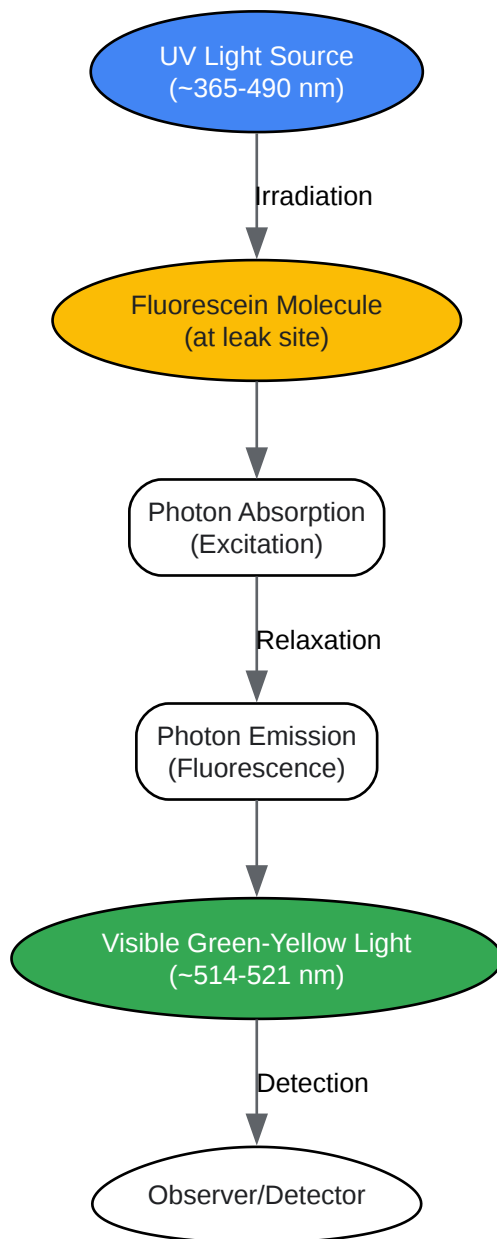 UV Light Source
(~365-490 nm)
Irradiation
Fluorescein Molecule
(at leak site)
Photon Absorption
(Excitation)
Relaxation
Photon Emission
(Fluorescence)
Visible Green-Yellow Light
(~514-521 nm)
Detection
Observer/Detector